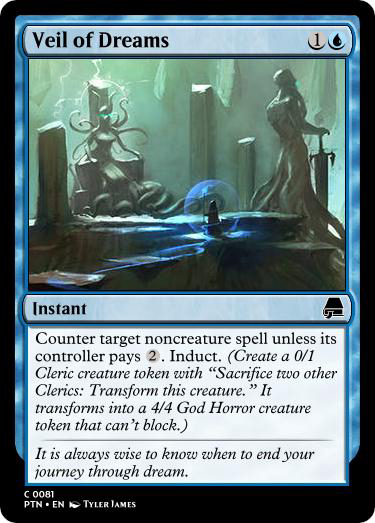 Veil of Dreams 1
Instant
Counter target noncreature spell unless its
controller pays 2. Induct. (Create a 0/1
Cleric creature token with “Sacrifice two other
Clerics: Transform this creature.” It
transforms into a 4/4 God Horror creature
token that can’t block.)
It is always wise to know when to end your
journey through dream.
C 0081
PTN • EN Tyler James